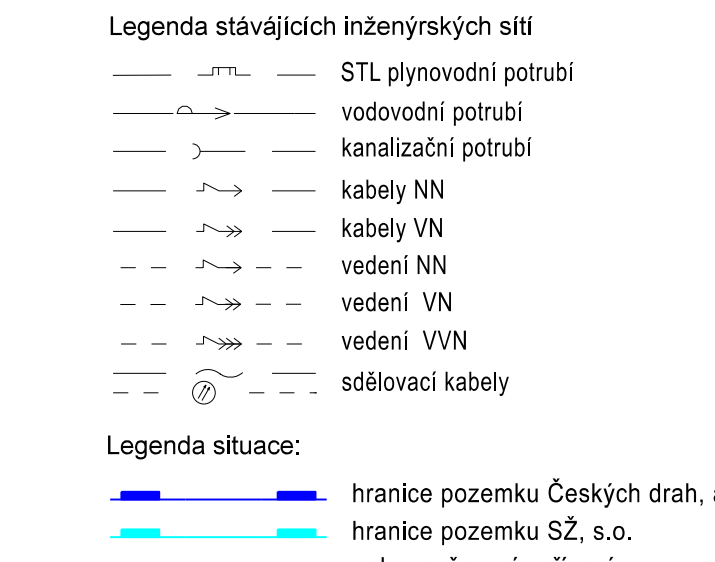 Legenda stávájících inženýrských sítí
STL plynovodní potrubí
vodovodní potrubí
kanalizační potrubí
kabely NN
kabely VN
vedení NN
vedení VN
vedení VVN
sdělovací kabely
Legenda situace:
hranice pozemku Českých drah, a
hranice pozemku SŽ, s.o.